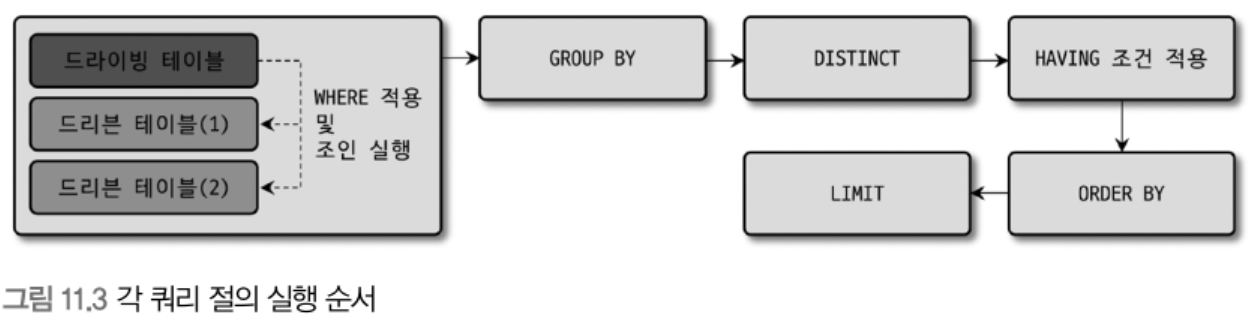 드라이빙 테이블
드리븐 테이블(1)
드리븐 테이블(2)
WHERE 적용
및
조인 실행
GROUP BY
DISTINCT
HAVING 조건 적용
ORDER BY
LIMIT
그림 11.3 각 쿼리 절의 실행 순서